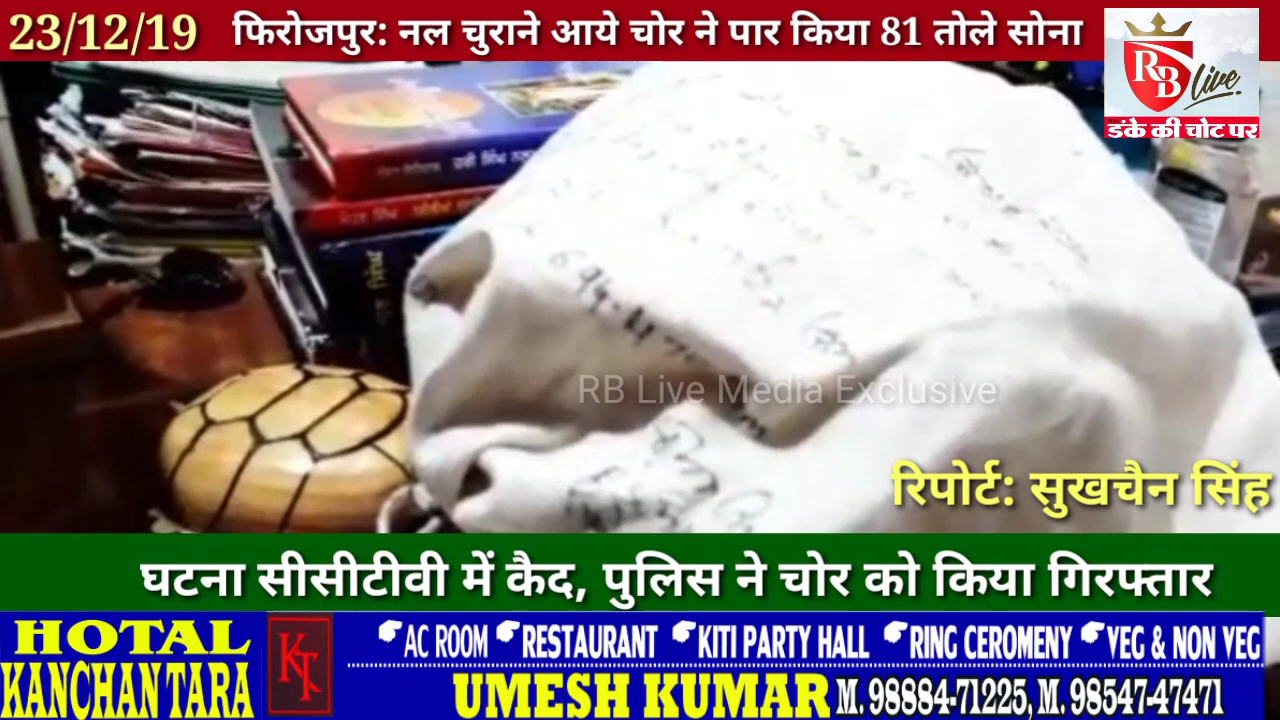 23/12/19 फिरोजपुर: नल चुराने आये चोर ने पार किया 81 तोले सोना
RB Live
डंके की चोट पर
RB Live Media Exclusive
रिपोर्ट: सुखचैन सिंह
घटना सीसीटीवी में कैद, पुलिस ने चोर को किया गिरफ्तार
HOTAL
KANCHAN TARA
KT
AC ROOM RESTAURANT KITI PARTY HALL RING CEROMENY VEG & NON VEG
UMESH KUMAR M. 98884-71225, M. 98547-47471